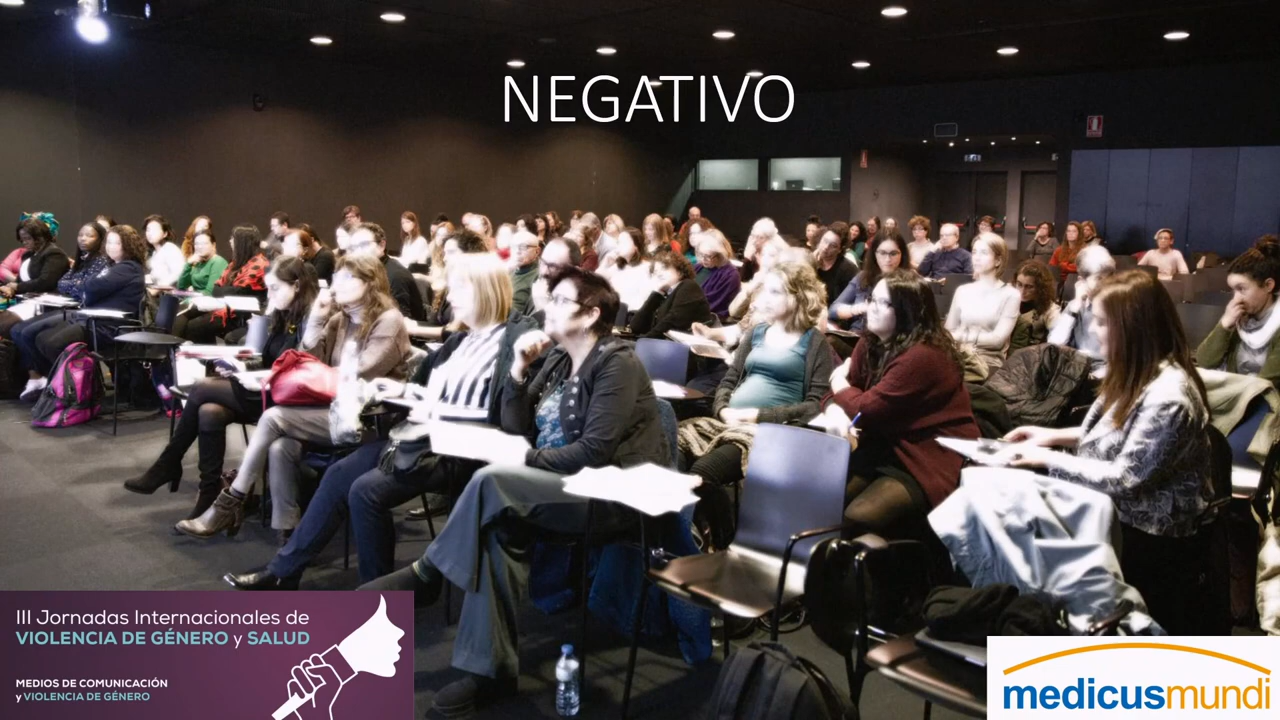 NEGATIVO
III Jornadas Internacionales de
VIOLENCIA DE GÉNERO y SALUD
MEDIOS DE COMUNICACIÓN
y VIOLENCIA DE GÉNERO
medicusmundi